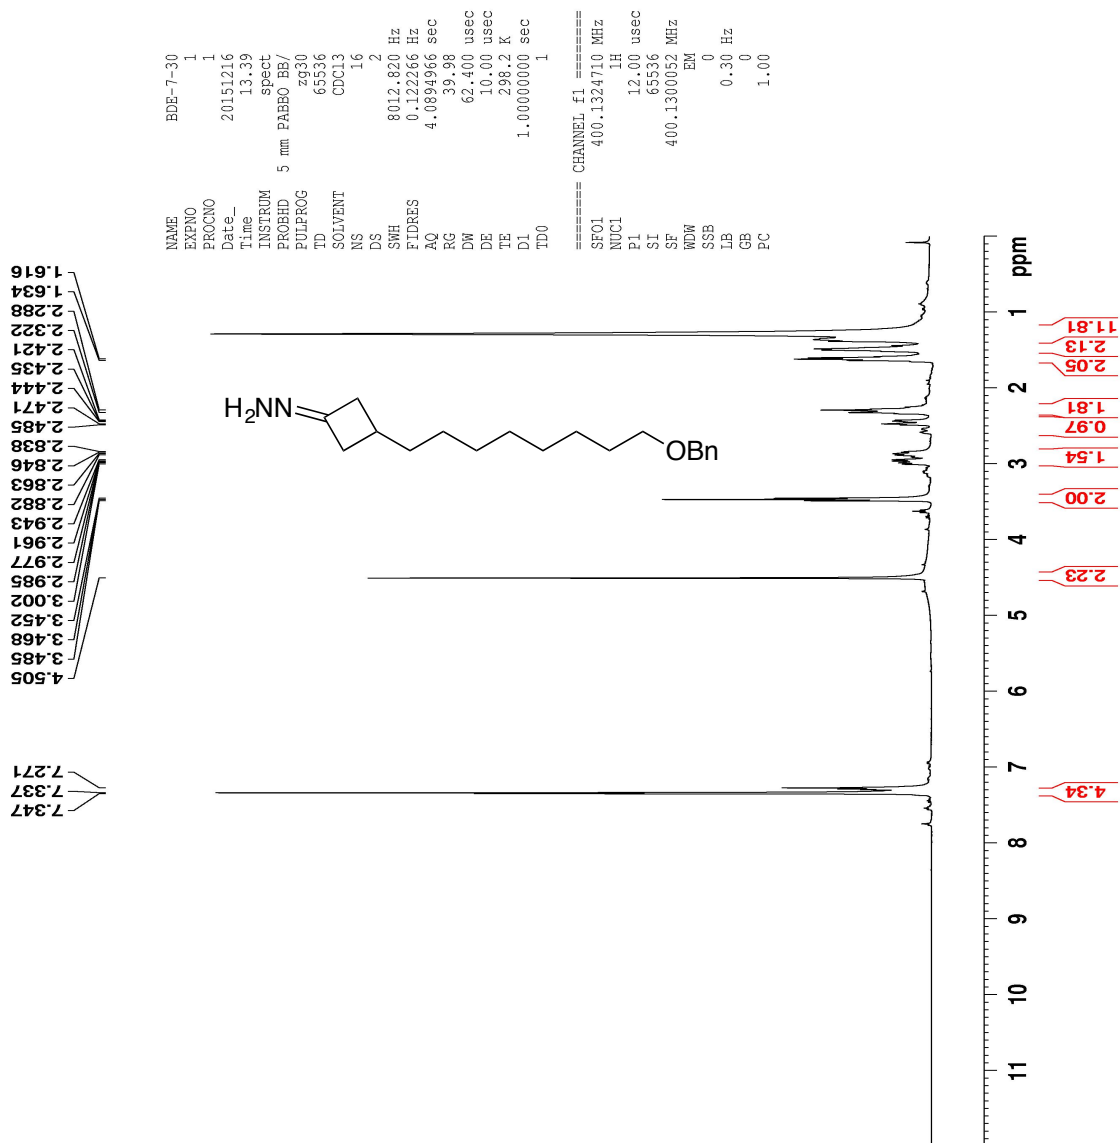 NAME BDE-7-30
EXPNO 1
PROCNO 1
Date_ 20151216
Time 13.39
INSTRUM spect
PROBHD 5 mm PABBO BB/
PULPROG zg30
TD 65536
SOLVENT CDCl3
NS 16
DS 2
SWH 8012.820 Hz
FIDRES 0.122266 Hz
AQ 4.0894966 sec
RG 39.98
DW 62.400 usec
DE 10.00 usec
TE 298.2 K
D1 1.00000000 sec
TD0 1
======== CHANNEL f1 ========
SFO1 400.1324710 MHz
NUC1 1H
P1 12.00 usec
SI 65536
SF 400.1300052 MHz
WDW EM
SSB 0
LB 0.30 Hz
GB 0
PC 1.00
1.616
1.634
2.288
2.322
2.421
2.435
2.444
2.471
2.485
2.838
2.846
2.863
2.882
2.943
2.961
2.977
2.985
3.002
3.452
3.468
3.485
4.505
7.271
7.337
7.347
H2NN
OBn
ppm
1
2
3
4
5
6
7
8
9
10
11
11.81
2.13
2.05
1.81
0.97
1.54
2.00
2.23
4.34